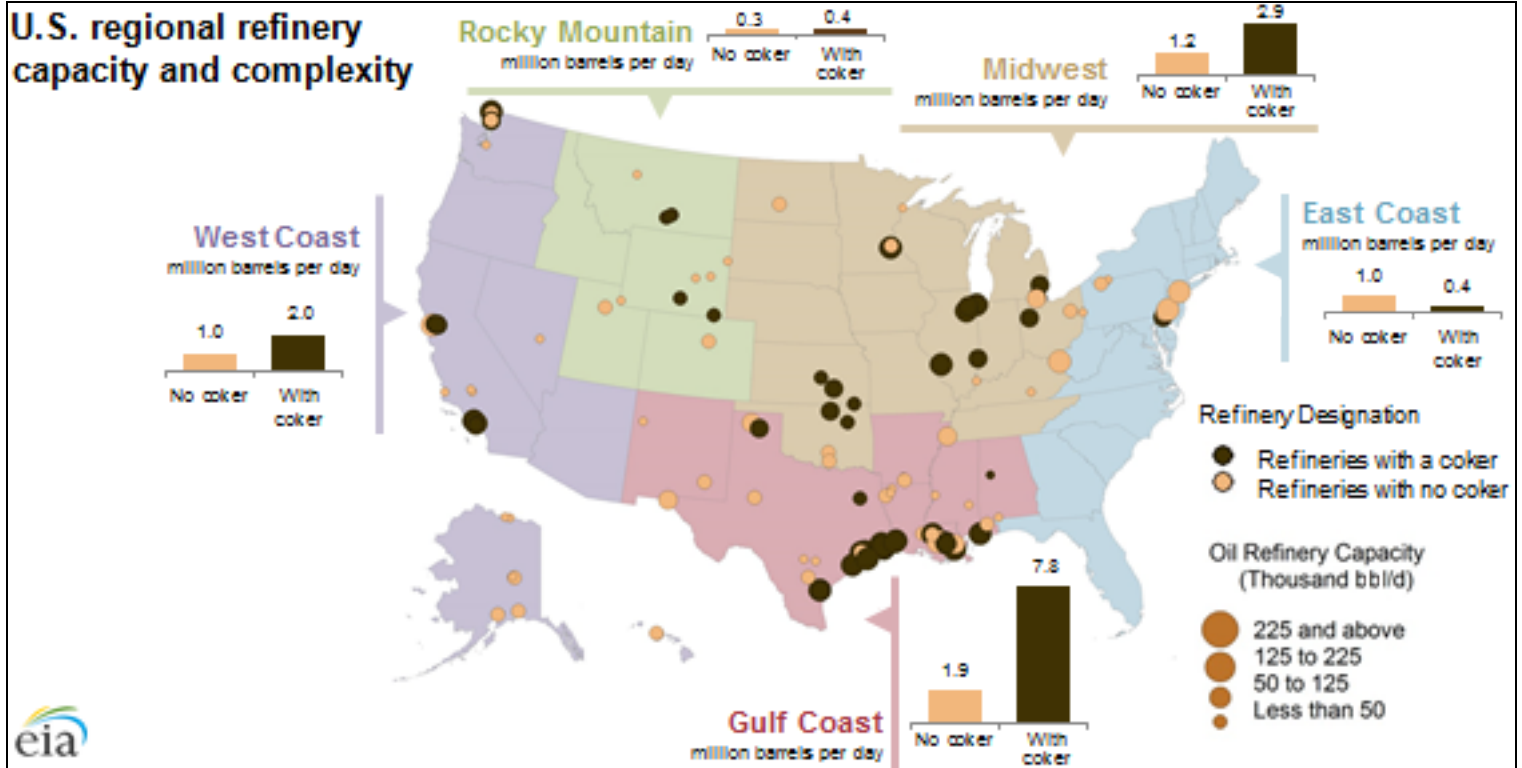 U.S. regional refinery
capacity and complexity
Rocky Mountain
million barrels per day
0.3
0.4
No coker
With
coker
Midwest
million barrels per day
1.2
2.9
No coker
With
coker
West Coast
million barrels per day
1.0
2.0
No coker
With
coker
East Coast
million barrels per day
1.0
0.4
No coker
With
coker
Refinery Designation
Refineries with a coker
Refineries with no coker
Oil Refinery Capacity
(Thousand bbl/d)
225 and above
125 to 225
50 to 125
Less than 50
Gulf Coast
million barrels per day
1.9
7.8
No coker
With
coker
eia